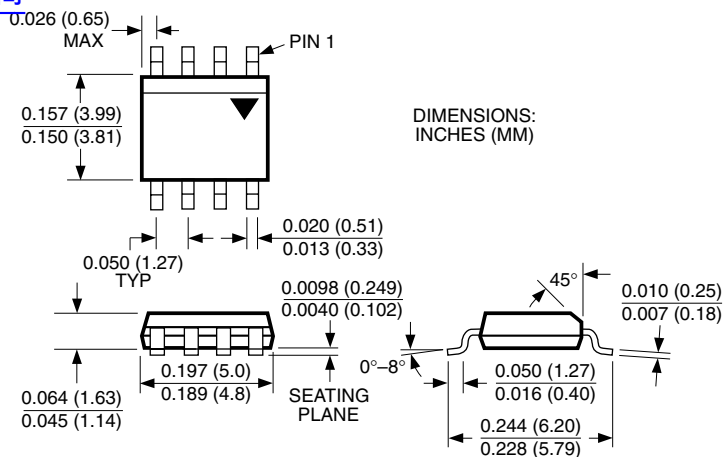 0.026 (0.65)
MAX
PIN 1
0.157 (3.99)
0.150 (3.81)
DIMENSIONS:
INCHES (MM)
0.020 (0.51)
0.013 (0.33)
0.050 (1.27)
TYP
0.0098 (0.249)
0.0040 (0.102)
45°
0.010 (0.25)
0.007 (0.18)
0°–8°
0.197 (5.0)
0.189 (4.8)
SEATING
PLANE
0.050 (1.27)
0.016 (0.40)
0.064 (1.63)
0.045 (1.14)
0.244 (6.20)
0.228 (5.79)